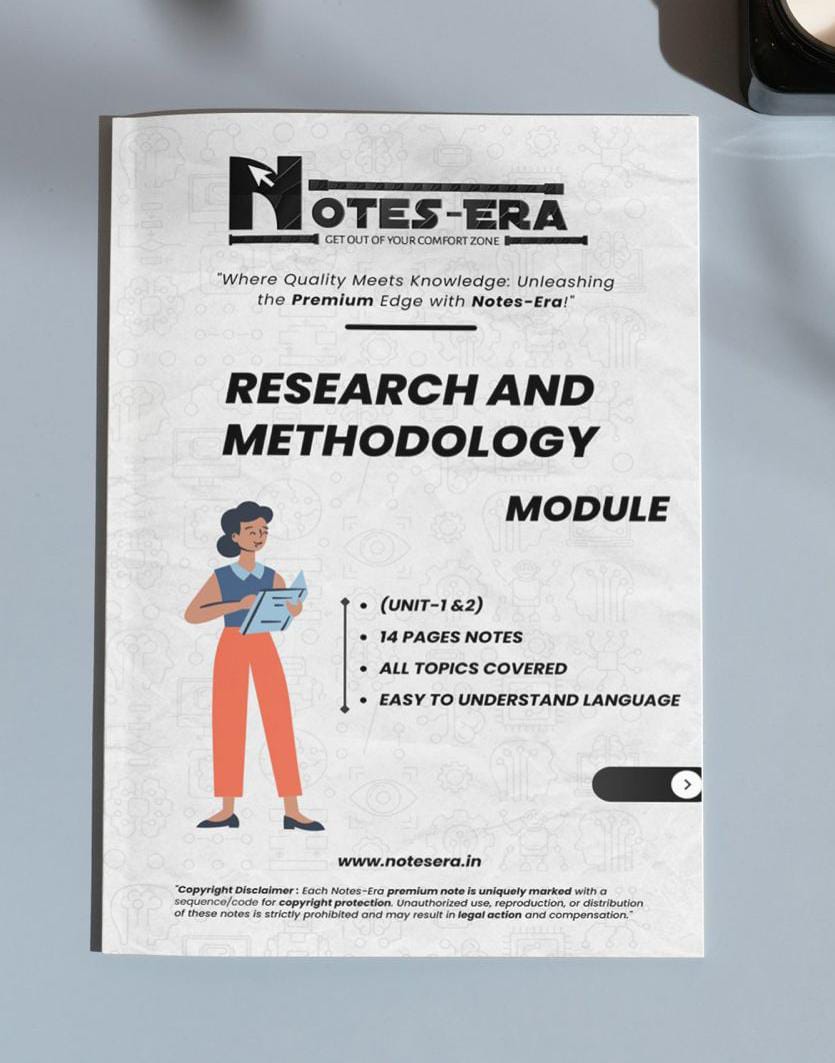 NOTES-ERA
GET OUT OF YOUR COMFORT ZONE
"Where Quality Meets Knowledge: Unleashing
the Premium Edge with Notes-Era!"
RESEARCH AND
METHODOLOGY
MODULE
• (UNIT-1 &2)
• 14 PAGES NOTES
• ALL TOPICS COVERED
• EASY TO UNDERSTAND LANGUAGE
www.notesera.in
"Copyright Disclaimer : Each Notes-Era premium note is uniquely marked with a
sequence/code for copyright protection. Unauthorized use, reproduction, or distribution
of these notes is strictly prohibited and may result in legal action and compensation."